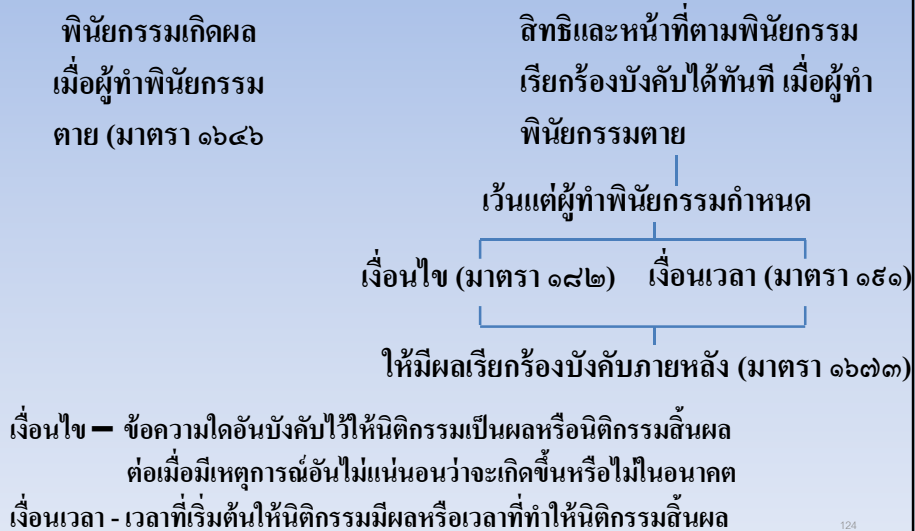 พินัยกรรมเกิดผล
เมื่อผู้ทำพินัยกรรม
ตาย (มาตรา ๑๖๔๖
สิทธิและหน้าที่ตามพินัยกรรม
เรียกร้องบังคับได้ทันที เมื่อผู้ทำ
พินัยกรรมตาย
เว้นแต่ผู้ทำพินัยกรรมกำหนด
เงื่อนไข (มาตรา ๑๘๒) เงื่อนเวลา (มาตรา ๑๙๑)
ให้มีผลเรียกร้องบังคับภายหลัง (มาตรา ๑๖๗๓)
เงื่อนไข – ข้อความใดอันบังคับไว้ให้นิติกรรมเป็นผลหรือนิติกรรมสิ้นผล
ต่อเมื่อมีเหตุการณ์อันไม่แน่นอนว่าจะเกิดขึ้นหรือไม่ในอนาคต
เงื่อนเวลา - เวลาที่เริ่มต้นให้นิติกรรมมีผลหรือเวลาที่ทำให้นิติกรรมสิ้นผล
124